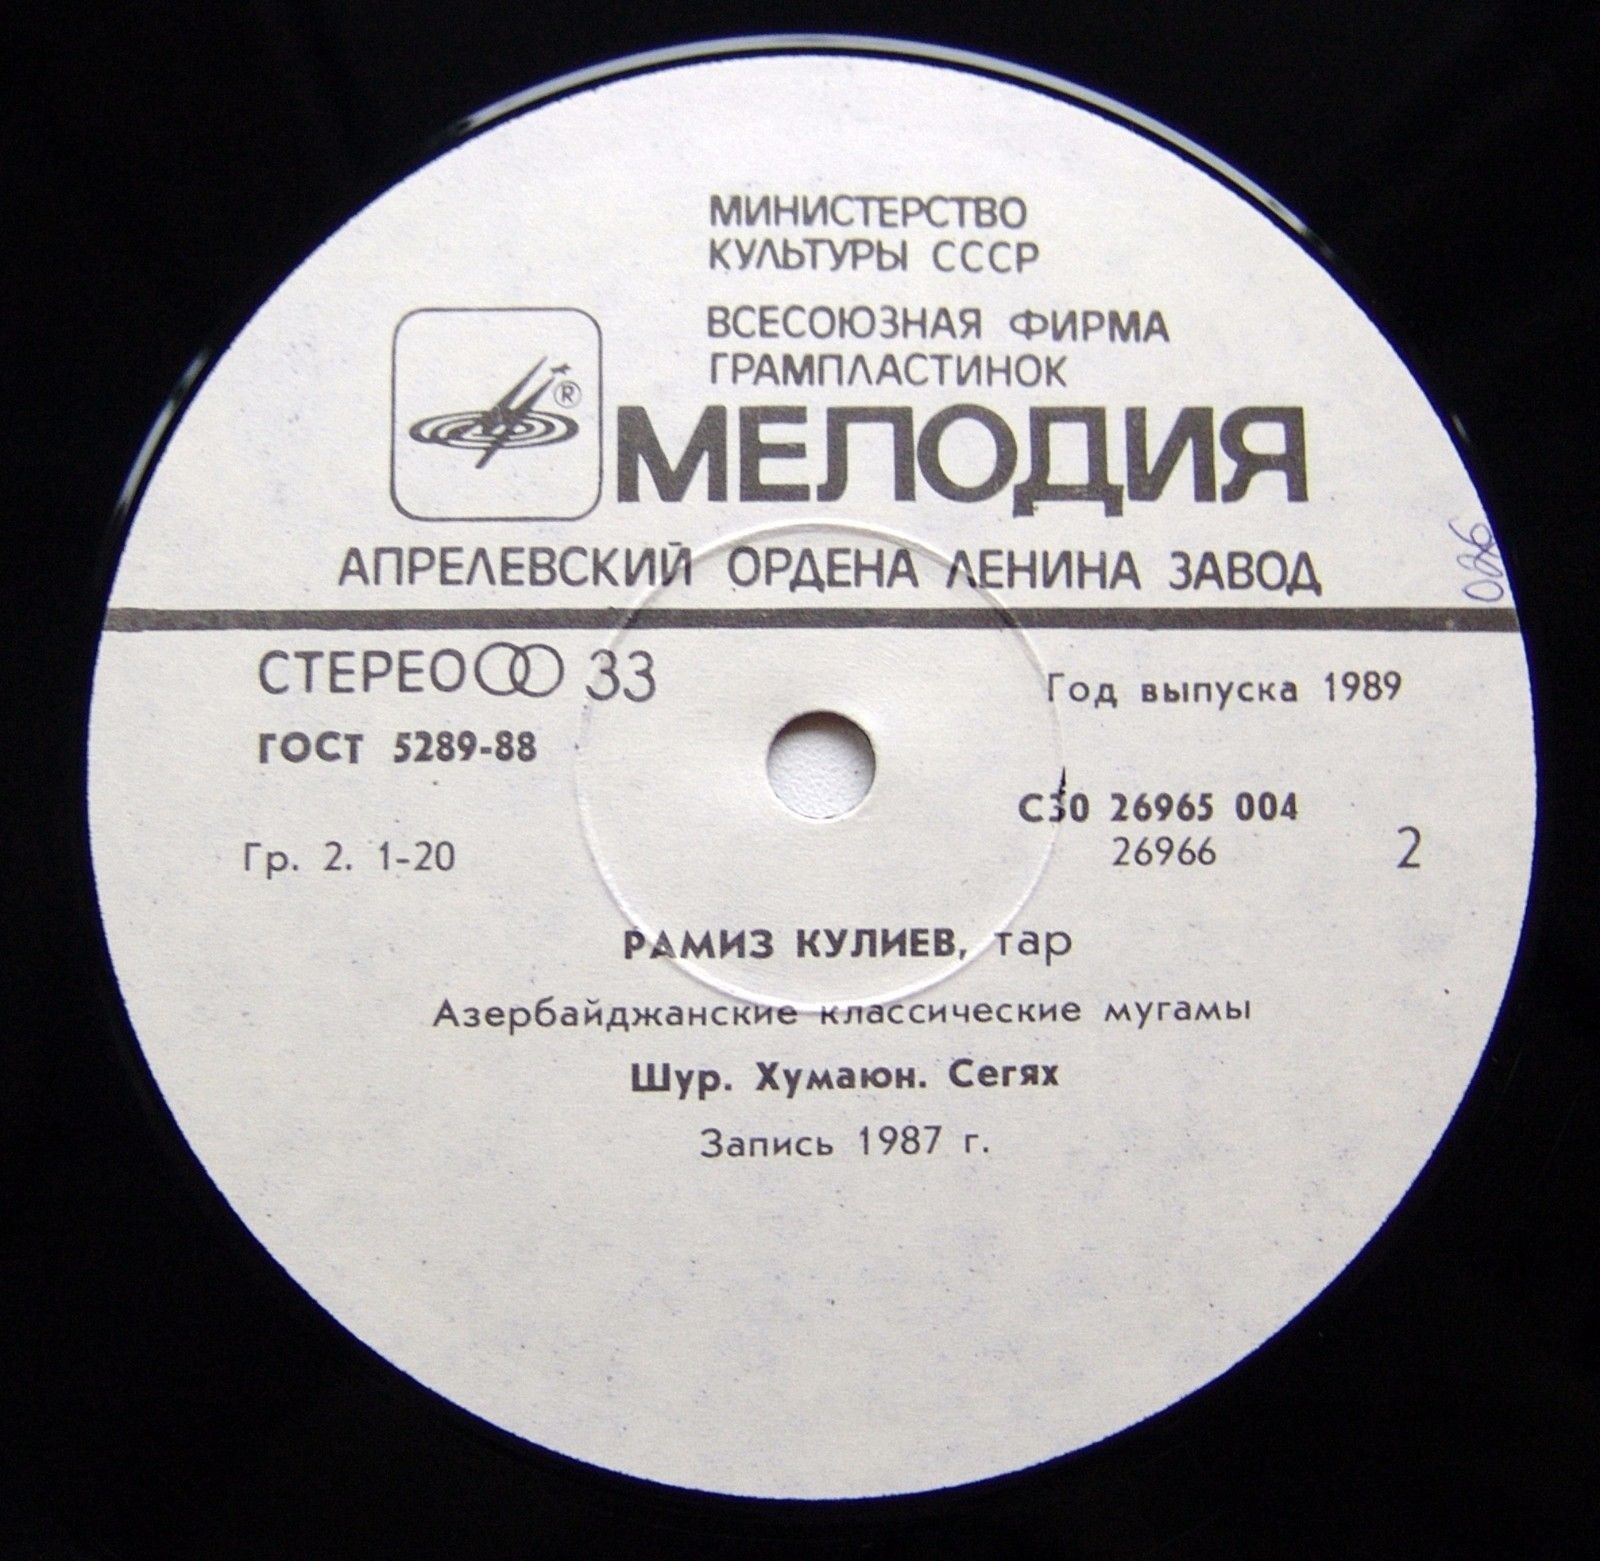 МИНИСТЕРСТВО
КУЛЬТУРЫ СССР
ВСЕСОЮЗНАЯ ФИРМА
ГРАМПЛАСТИНОК
®
МЕЛОДИЯ
АПРЕЛЕВСКИЙ ОРДЕНА ЛЕНИНА ЗАВОД
СТЕРЕО 33
Год выпуска 1989
ГОСТ 5289-88
С30 26965 004
Гр. 2. 1-20
26966
2
РАМИЗ КУЛИЕВ, тар
Азербайджанские классические мугамы
Шур. Хумаюн. Сегях
Запись 1987 г.